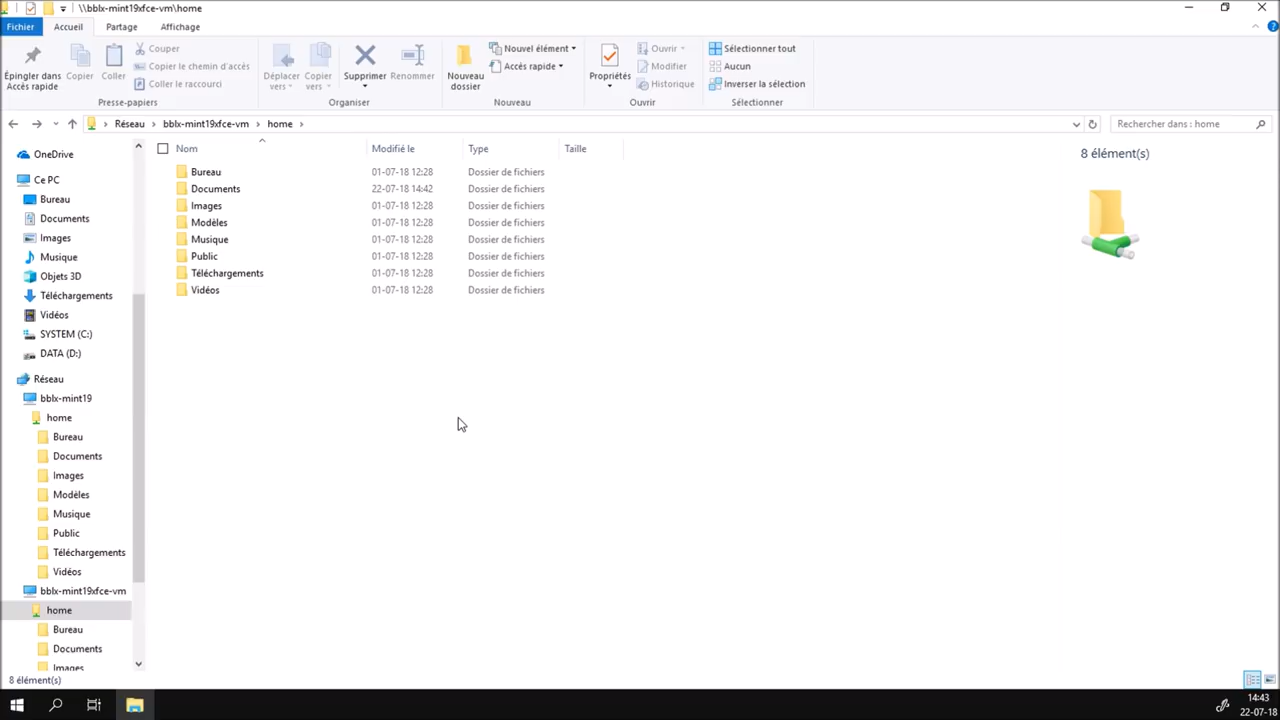 \\bblx-mint19xfce-vm\home
Fichier Accueil Partage Affichage
Épingler dans Accès rapide
Copier
Coller
Couper
Copier le chemin d'accès
Coller le raccourci
Presse-papiers
Déplacer vers
Copier vers
Supprimer
Renommer
Organiser
Nouveau dossier
Nouvel élément
Accès rapide
Nouveau
Propriétés
Ouvrir
Modifier
Historique
Ouvrir
Sélectionner tout
Aucun
Inverser la sélection
Sélectionner
Réseau > bblx-mint19xfce-vm > home >
Rechercher dans : home
OneDrive
Ce PC
Bureau
Documents
Images
Musique
Objets 3D
Téléchargements
Vidéos
SYSTEM (C:)
DATA (D:)
Réseau
bblx-mint19
home
Bureau
Documents
Images
Modèles
Musique
Public
Téléchargements
Vidéos
bblx-mint19xfce-vm
home
Bureau
Documents
Images
Nom Modifié le Type Taille
Bureau 01-07-18 12:28 Dossier de fichiers
Documents 22-07-18 14:42 Dossier de fichiers
Images 01-07-18 12:28 Dossier de fichiers
Modèles 01-07-18 12:28 Dossier de fichiers
Musique 01-07-18 12:28 Dossier de fichiers
Public 01-07-18 12:28 Dossier de fichiers
Téléchargements 01-07-18 12:28 Dossier de fichiers
Vidéos 01-07-18 12:28 Dossier de fichiers
8 élément(s)
8 élément(s)
14:43
22-07-18